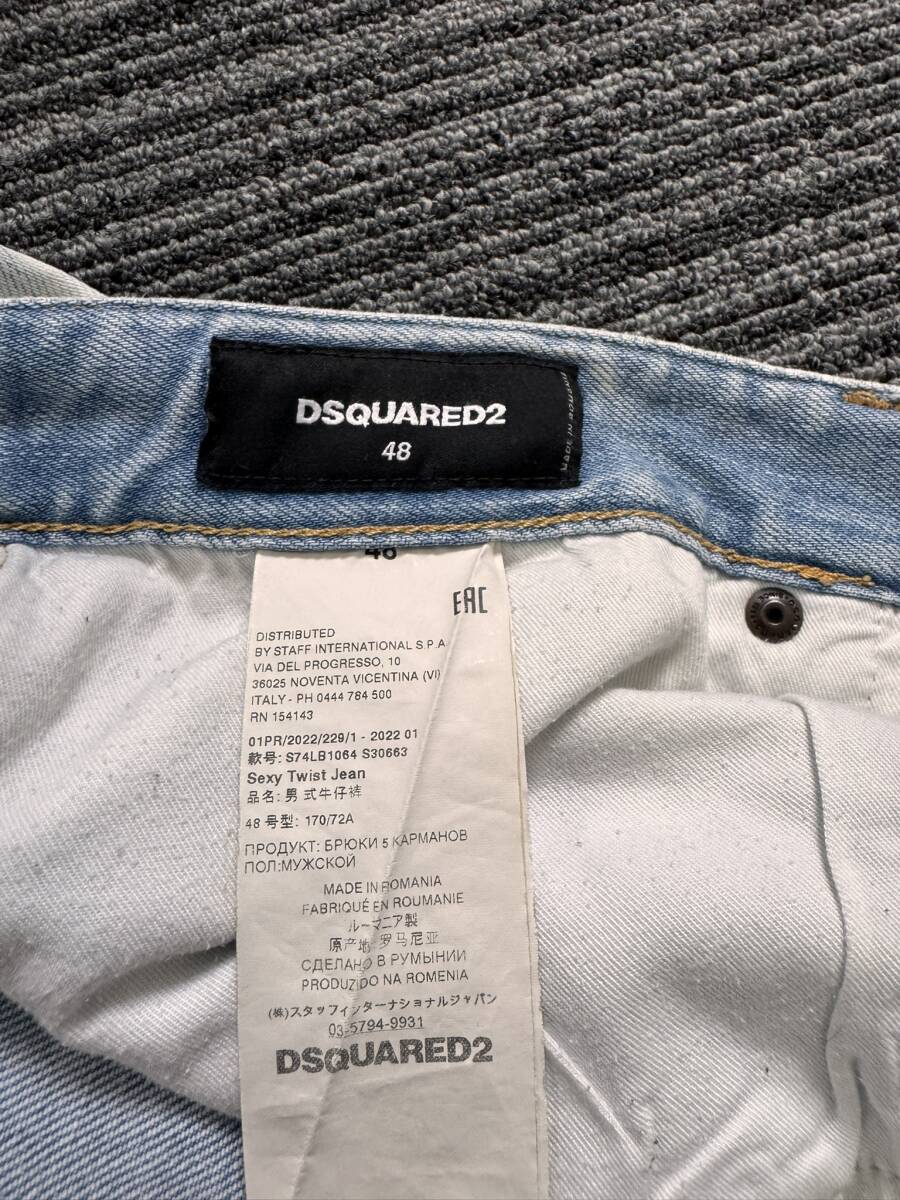 DSQUARED2
48
MADE IN ROMANIA
48
EAC
DISTRIBUTED
BY STAFF INTERNATIONAL S.P.A.
VIA DEL PROGRESSO, 10
36025 NOVENTA VICENTINA (VI)
ITALY - PH 0444 784 500
RN 154143
01PR/2022/229/1 - 2022 01
款号: S74LB1064 S30663
Sexy Twist Jean
品名: 男 式牛仔裤
48 号型: 170/72A
ПРОДУКТ: БРЮКИ 5 КАРМАНОВ
ПОЛ:МУЖСКОЙ
MADE IN ROMANIA
FABRIQUÉ EN ROUMANIE
ルーマニア製
原产地: 罗马尼亚
СДЕЛАНО В РУМЫНИИ
PRODUZIDO NA ROMENIA
(株)スタッフインターナショナルジャパン
03-5794-9931
DSQUARED2